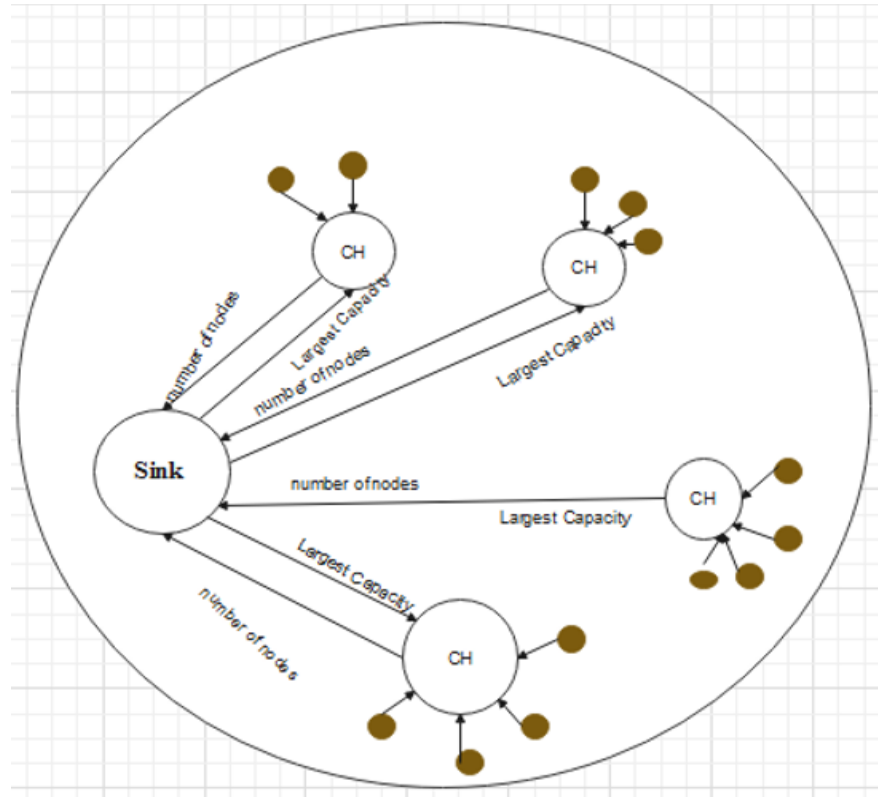 CH
CH
number of nodes
Largest Capacity
number of nodes
Largest Capacity
Sink
number of nodes
CH
Largest Capacity
Largest Capacity
number of nodes
CH